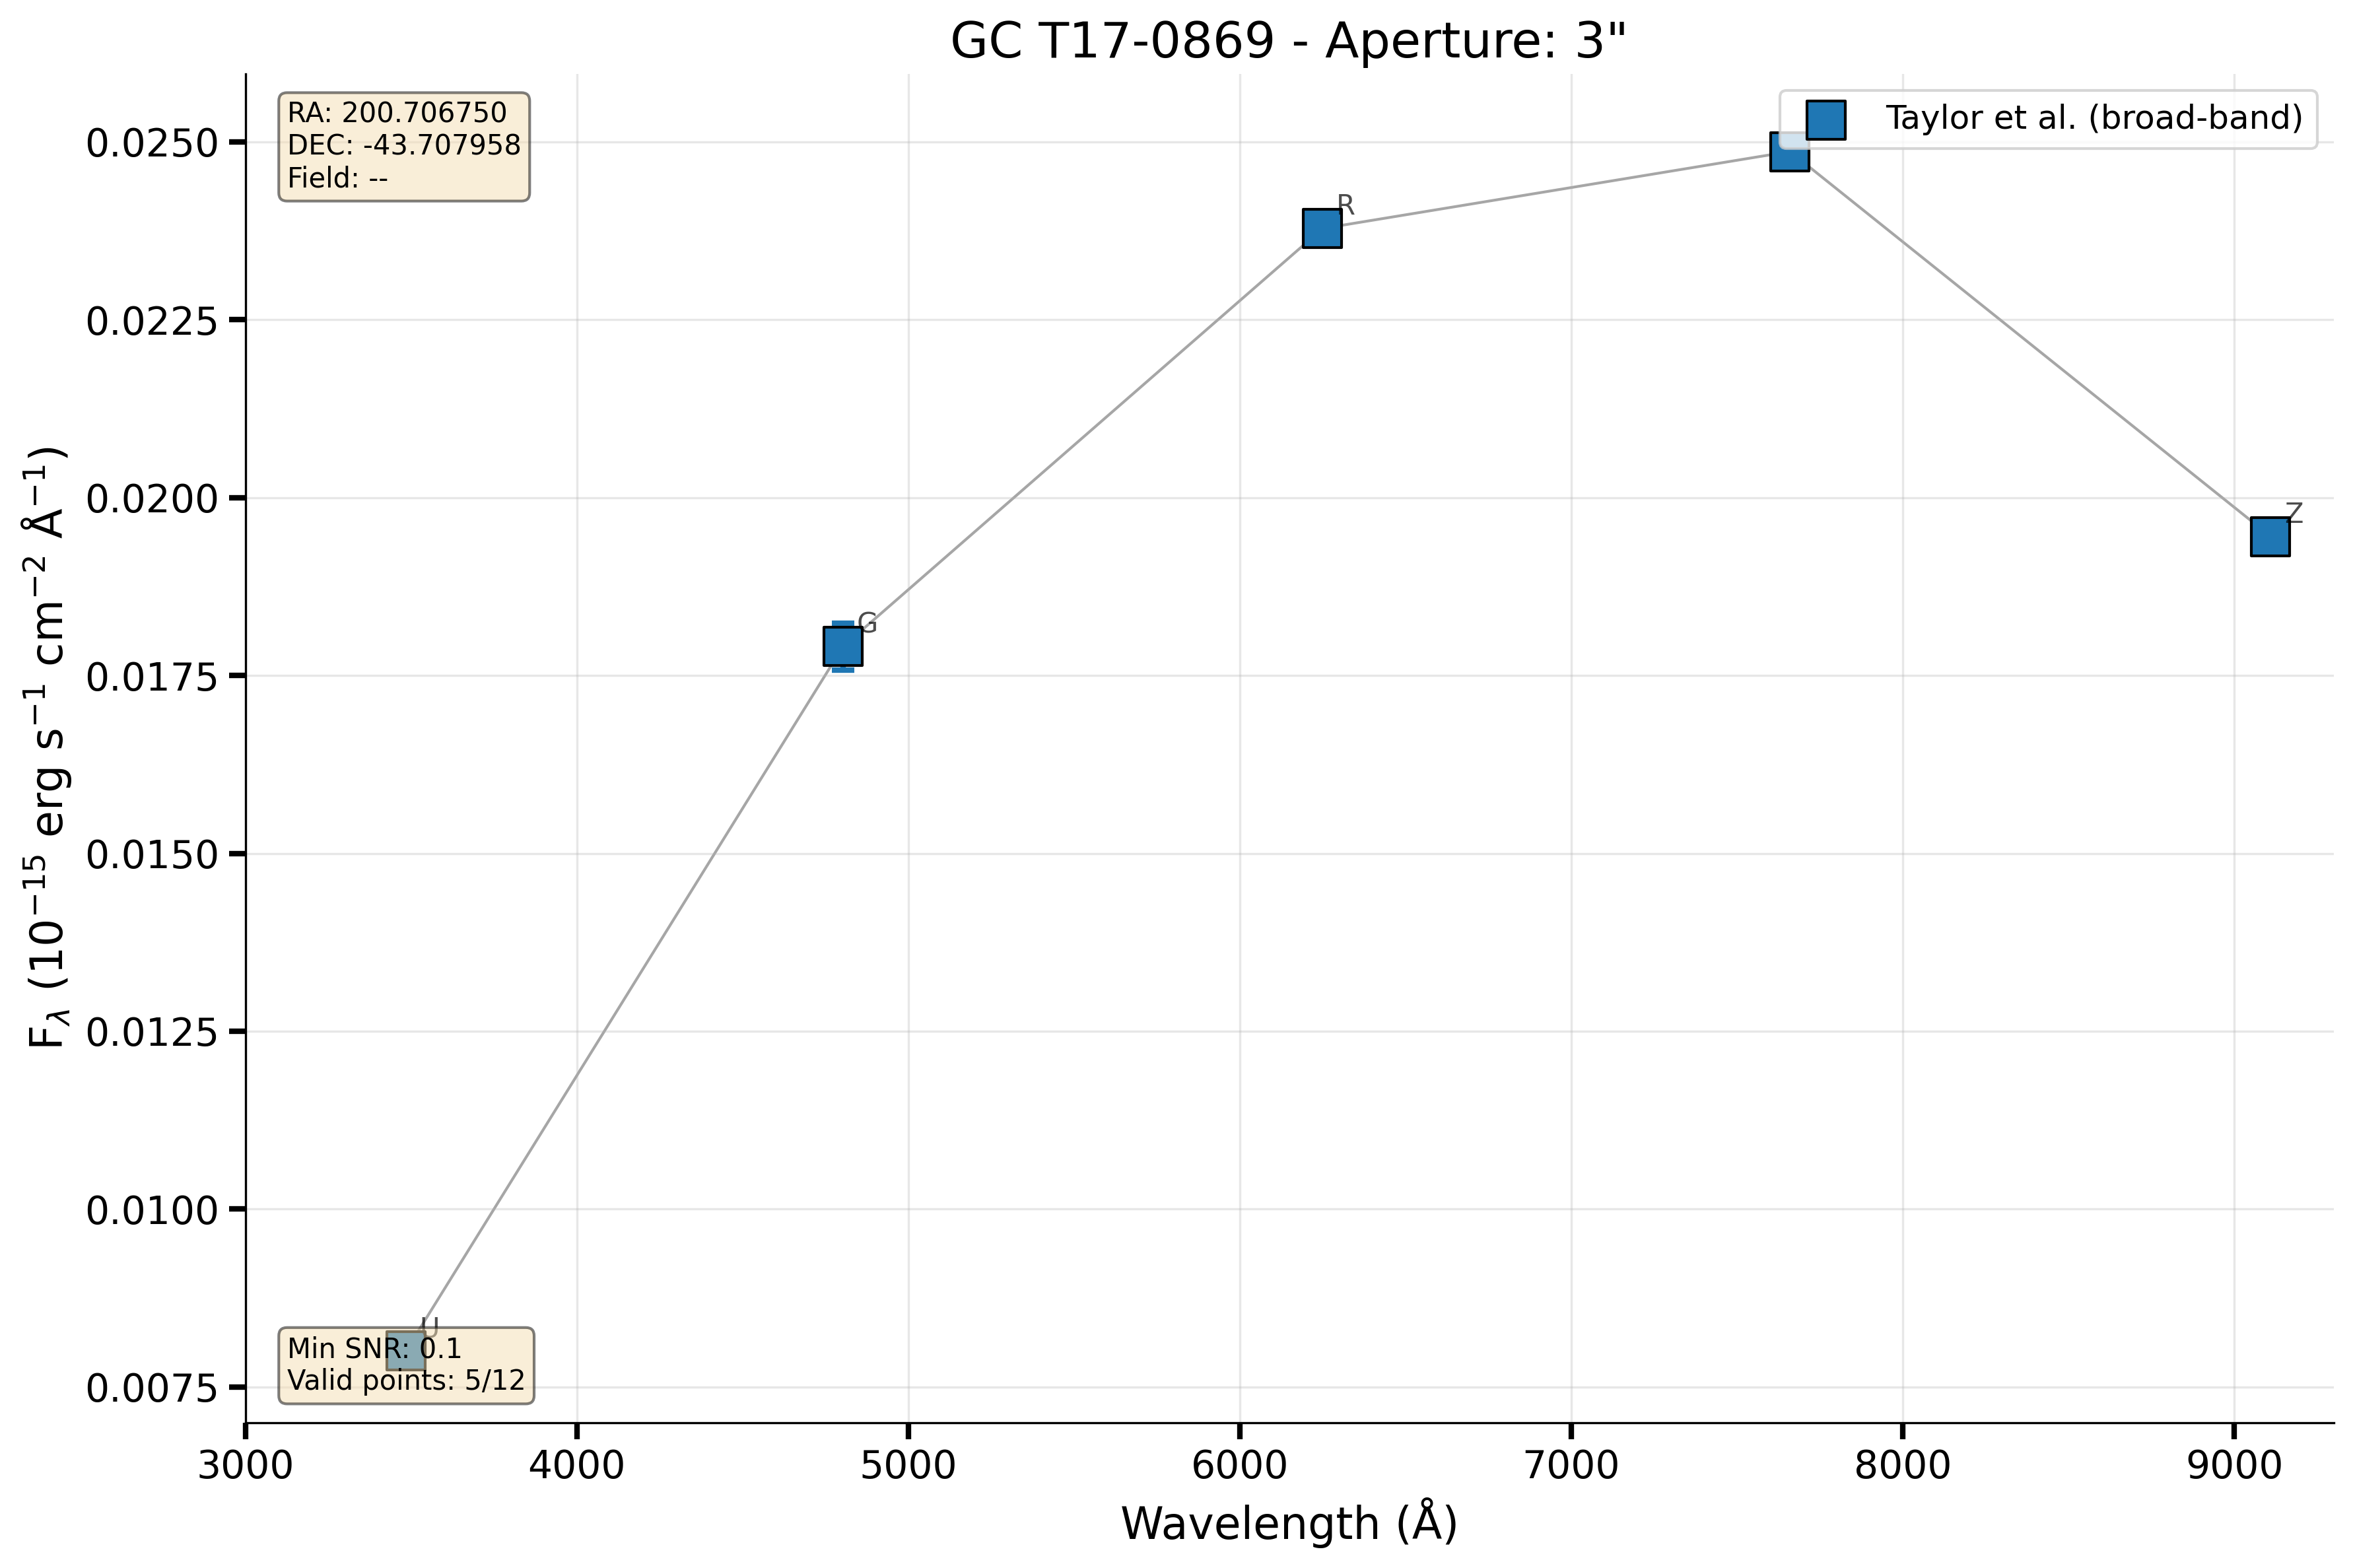 GC T17-0869 - Aperture: 3"
RA: 200.706750
DEC: -43.707958
Field: --
Taylor et al. (broad-band)
R
Z
G
U
Min SNR: 0.1
Valid points: 5/12
0.0250
0.0225
0.0200
0.0175
0.0150
0.0125
0.0100
0.0075
F_λ (10⁻¹⁵ erg s⁻¹ cm⁻² Å⁻¹)
3000 4000 5000 6000 7000 8000 9000
Wavelength (Å)